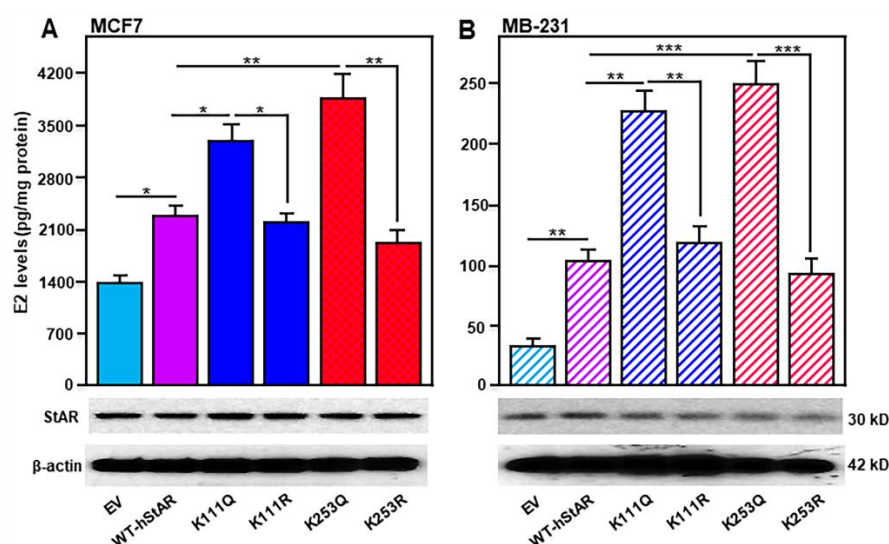 A MCF7
B MB-231
E2 levels(pg/mg protein)
4200
3500
2800
2100
1400
700
0
*
*
*
**
**
250
200
150
100
50
0
**
**
**
***
***
StAR
30 kD
β-actin
42 kD
EV
WT-hStAR
K111Q
K111R
K253Q
K253R
EV
WT-hStAR
K111Q
K111R
K253Q
K253R